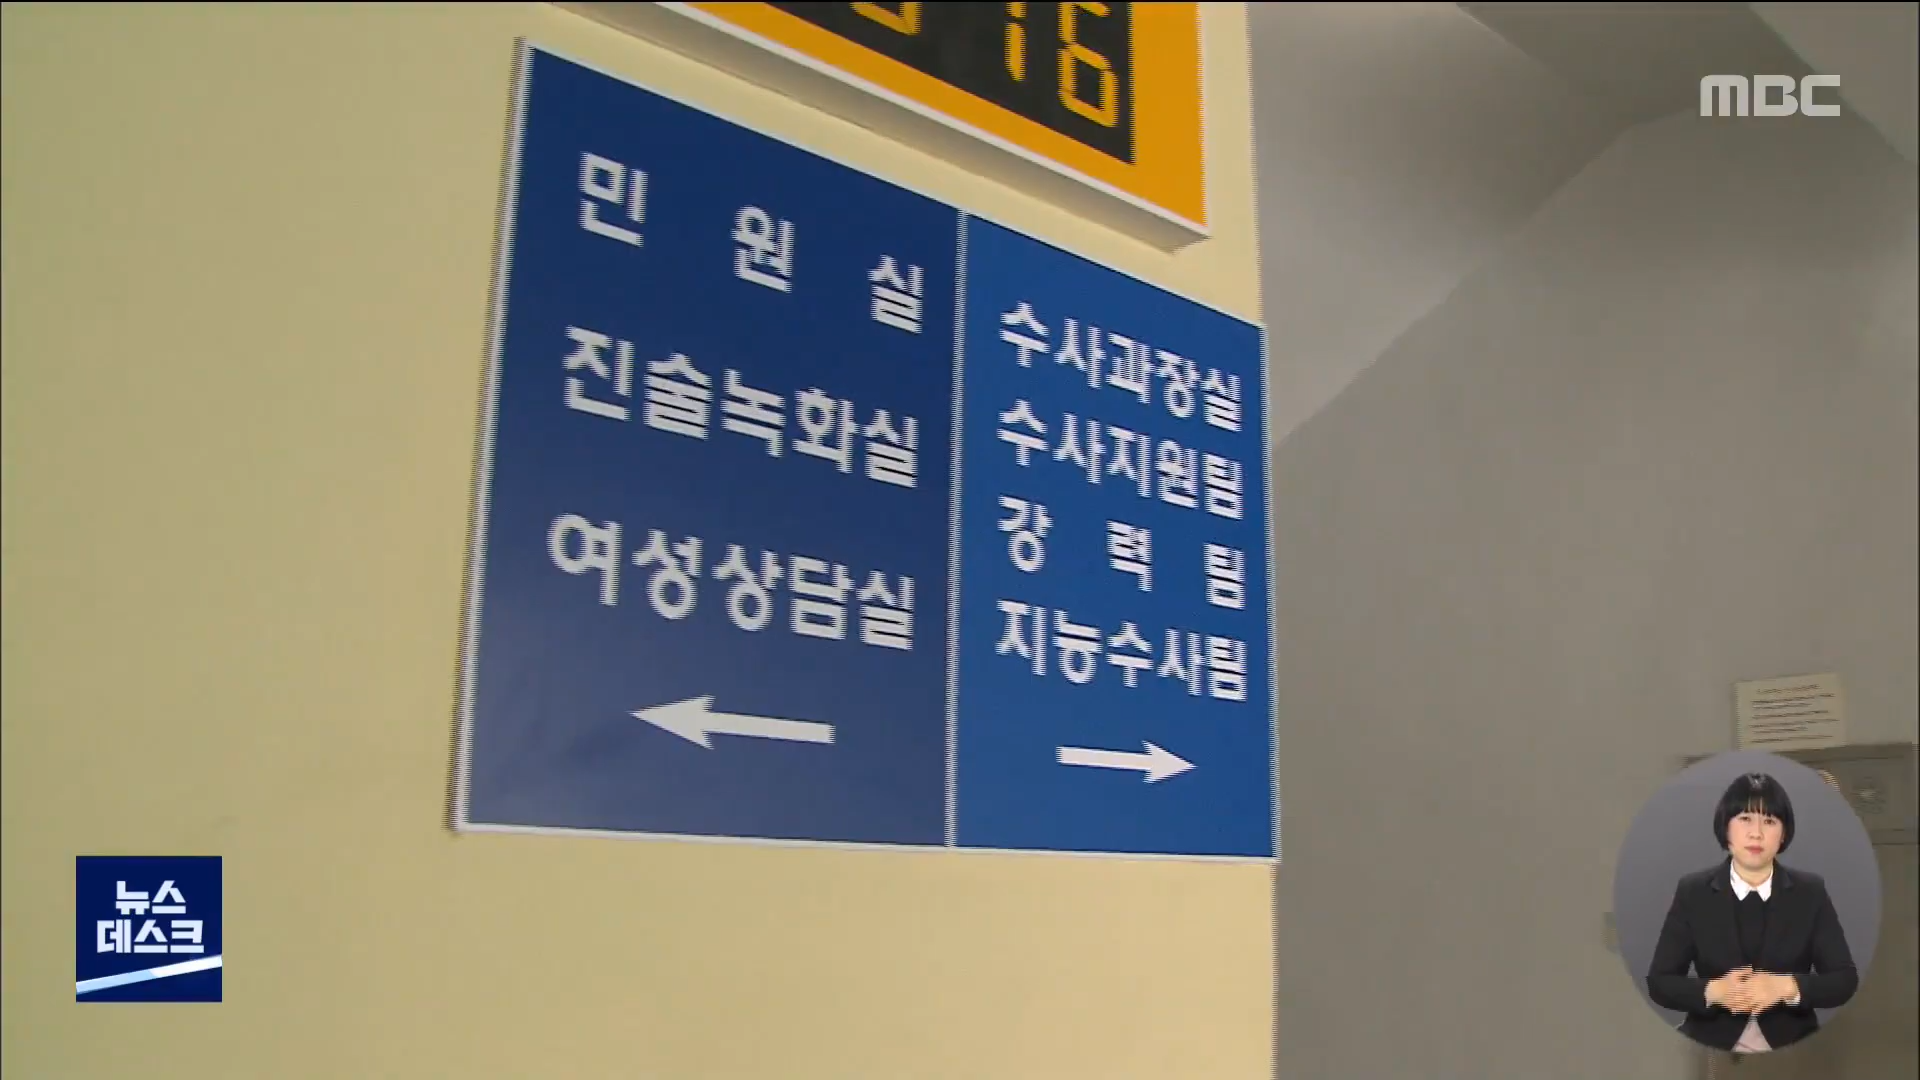 16
MBC
민 원 실
진술녹화실
여성상담실
수사과장실
수사지원팀
강 력 팀
지능수사팀
뉴스
데스크